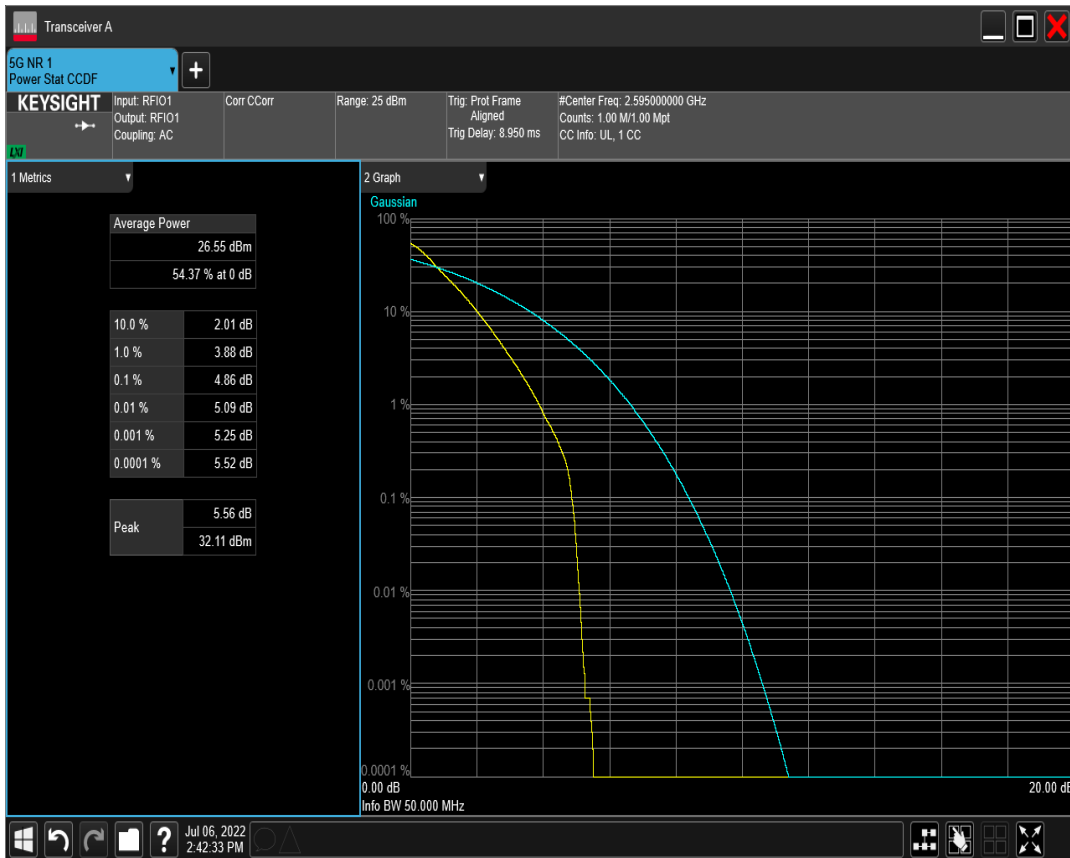 Transceiver A
5G NR 1
Power Stat CCDF
KEYSIGHT
LXI
Input: RFIO1
Output: RFIO1
Coupling: AC
Corr CCorr
Range: 25 dBm
Trig: Prot Frame
Aligned
Trig Delay: 8.950 ms
#Center Freq: 2.595000000 GHz
Counts: 1.00 M/1.00 Mpt
CC Info: UL, 1 CC
1 Metrics
Average Power
26.55 dBm
54.37 % at 0 dB
10.0 % 2.01 dB
1.0 % 3.88 dB
0.1 % 4.86 dB
0.01 % 5.09 dB
0.001 % 5.25 dB
0.0001 % 5.52 dB
Peak
5.56 dB
32.11 dBm
2 Graph
Gaussian
100 %
10 %
1 %
0.1 %
0.01 %
0.001 %
0.0001 %
0.00 dB 20.00 dB
Info BW 50.000 MHz
Jul 06, 2022
2:42:33 PM